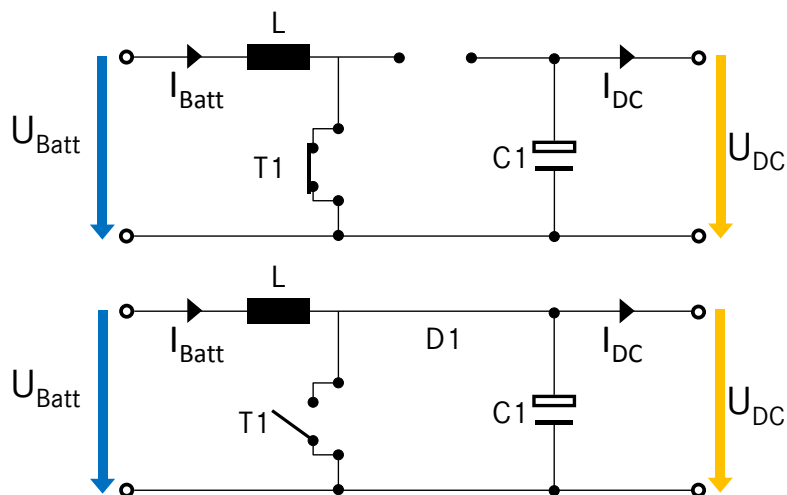 L
I_Batt
I_DC
U_Batt
T1
C1
U_DC
L
I_Batt
D1
I_DC
U_Batt
T1
C1
U_DC